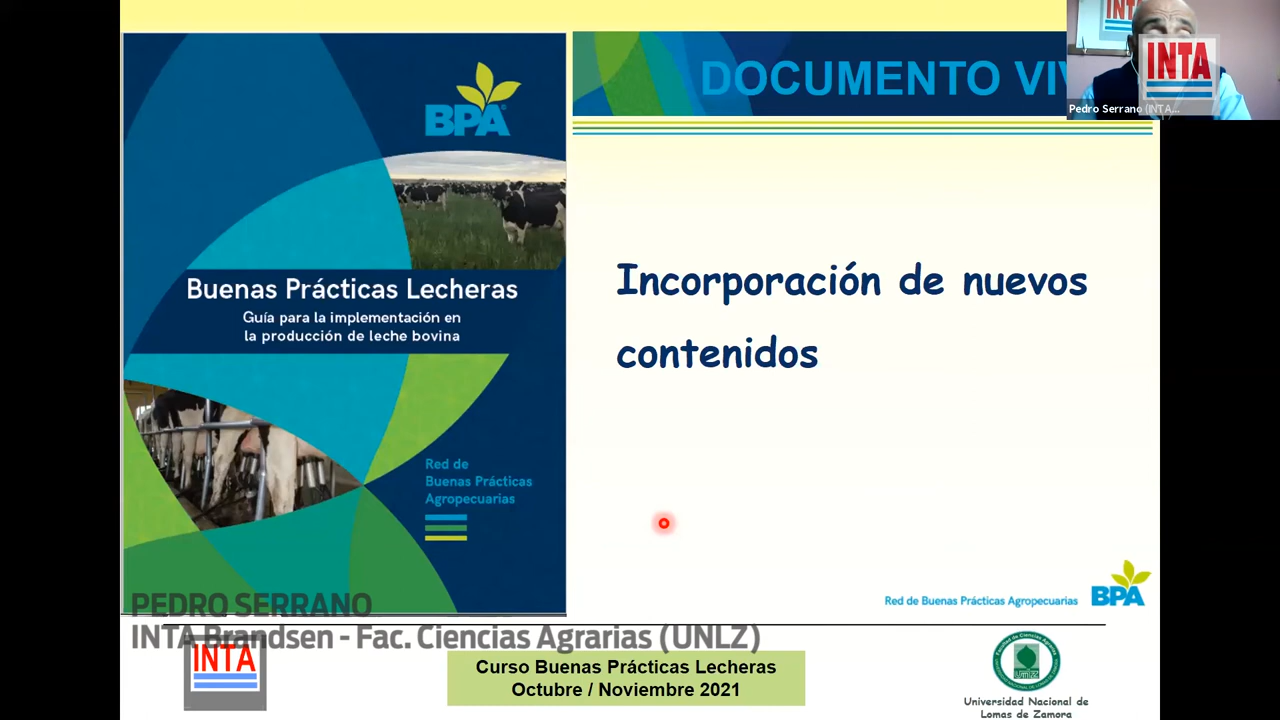 BPA
Buenas Prácticas Lecheras
Guía para la implementación en
la producción de leche bovina
Red de
Buenas Prácticas
Agropecuarias
DOCUMENTO VIV
INTA
INTA
Pedro Serrano (INTA...
Incorporación de nuevos
contenidos
Red de Buenas Prácticas Agropecuarias
BPA
PEDRO SERRANO
INTA Brandsen - Fac. Ciencias Agrarias (UNLZ)
INTA
Curso Buenas Prácticas Lecheras
Octubre / Noviembre 2021
Universidad Nacional de
Lomas de Zamora